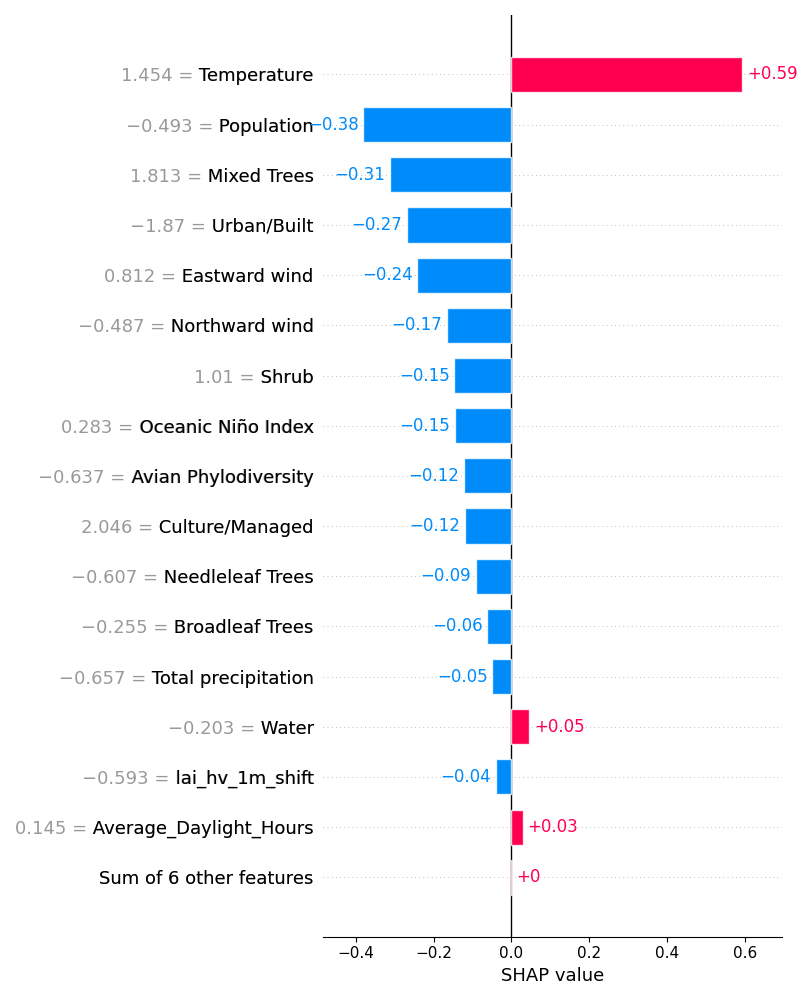 1.454 = Temperature +0.59
−0.493 = Population −0.38
1.813 = Mixed Trees −0.31
−1.87 = Urban/Built −0.27
0.812 = Eastward wind −0.24
−0.487 = Northward wind −0.17
1.01 = Shrub −0.15
0.283 = Oceanic Niño Index −0.15
−0.637 = Avian Phylodiversity −0.12
2.046 = Culture/Managed −0.12
−0.607 = Needleleaf Trees −0.09
−0.255 = Broadleaf Trees −0.06
−0.657 = Total precipitation −0.05
−0.203 = Water +0.05
−0.593 = lai_hv_1m_shift −0.04
0.145 = Average_Daylight_Hours +0.03
Sum of 6 other features +0
−0.4 −0.2 0.0 0.2 0.4 0.6
SHAP value